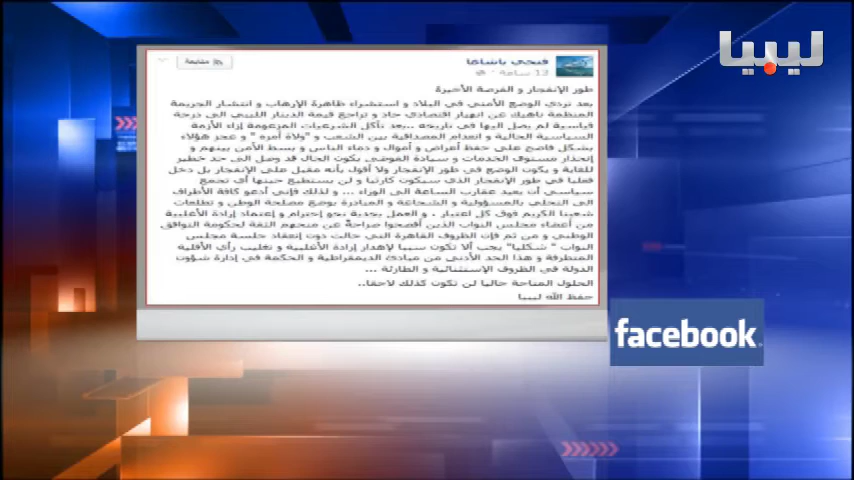 ليبيا
فتحي باشاغا
متابعة
13 ساعة
طور الإنفجار و الفرصة الأخيرة
بعد تردي الوضع الأمني في البلاد و استشراء ظاهرة الإرهاب و انتشار الجريمة
المنظمة ناهيك عن انهيار اقتصادي حاد و تراجع قيمة الدينار الليبي الى درجة
قياسية لم يصل اليها في تاريخه ..بعد تآكل الشرعيات المزعومة إزاء الأزمة
السياسية الحالية و انعدام المصداقية بين الشعب و "ولاة أمره " و عجز هؤلاء
بشكل فاضح على حفظ أعراض و أموال و دماء الناس و بسط الأمن بينهم و
إنحدار مستوى الخدمات و سيادة الفوضى يكون الحال قد وصل الى حد خطير
للغاية و يكون الوضع في طور الإنفجار ولا أقول بأنه مقبل على الإنفجار بل دخل
فعليا في طور الإنفجار الذي سيكون كارثيا و لن يستطيع حينها أي تجمع
سياسي أن يعيد عقارب الساعة الى الوراء ... و لذلك فإني أدعو كافة الأطراف
الى التحلي بالمسؤولية و الشجاعة و المبادرة بوضع مصلحة الوطن و تطلعات
شعبنا الكريم فوق كل اعتبار ، و العمل بجدية نحو إحترام و إعتماد إرادة الأغلبية
من أعضاء مجلس النواب الذين أفصحوا صراحةً عن منحهم الثقة لحكومة التوافق
الوطني و من ثم فإن الظروف القاهرة التي حالت دون إنعقاد جلسة مجلس
النواب " شكليا" يجب ألا تكون سببا لإهدار إرادة الأغلبية و تغليب رأي الأقلية
المتطرفة و هذا الحد الأدنى من مبادئ الديمقراطية و الحكمة في إدارة شؤون
الدولة في الظروف الإستثنائية و الطارئة ...
الحلول المتاحة حاليا لن تكون كذلك لاحقا..
حفظ الله ليبيا
facebook